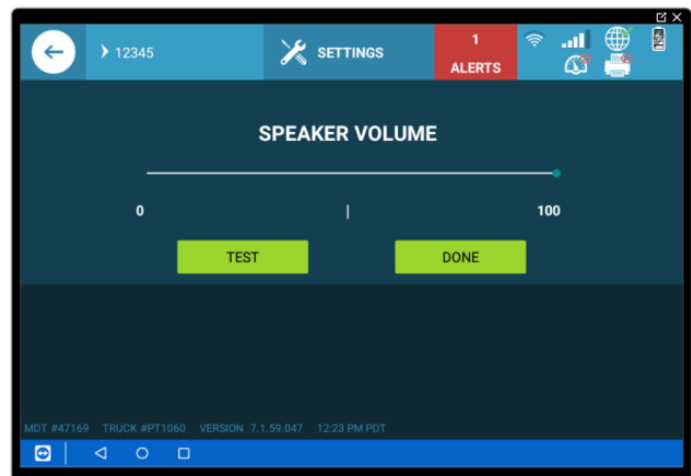 12345
SETTINGS
1
ALERTS
SPEAKER VOLUME
0 | 100
TEST
DONE
MDT #47169 TRUCK #PT1060 VERSION 7.1.59.047 12:23 PM PDT